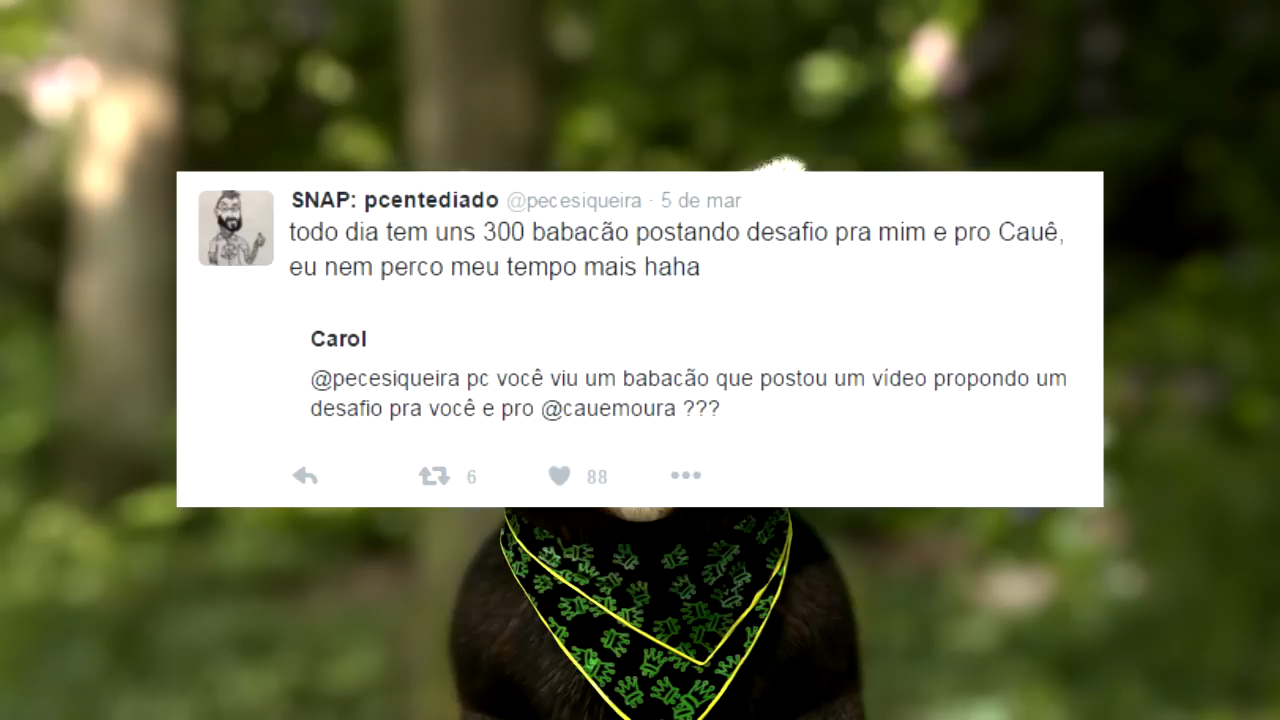 SNAP: pcentediado @pecesiqueira · 5 de mar
todo dia tem uns 300 babacão postando desafio pra mim e pro Cauê,
eu nem perco meu tempo mais haha
Carol
@pecesiqueira pc você viu um babacão que postou um vídeo propondo um
desafio pra você e pro @cauemoura ???
6 88